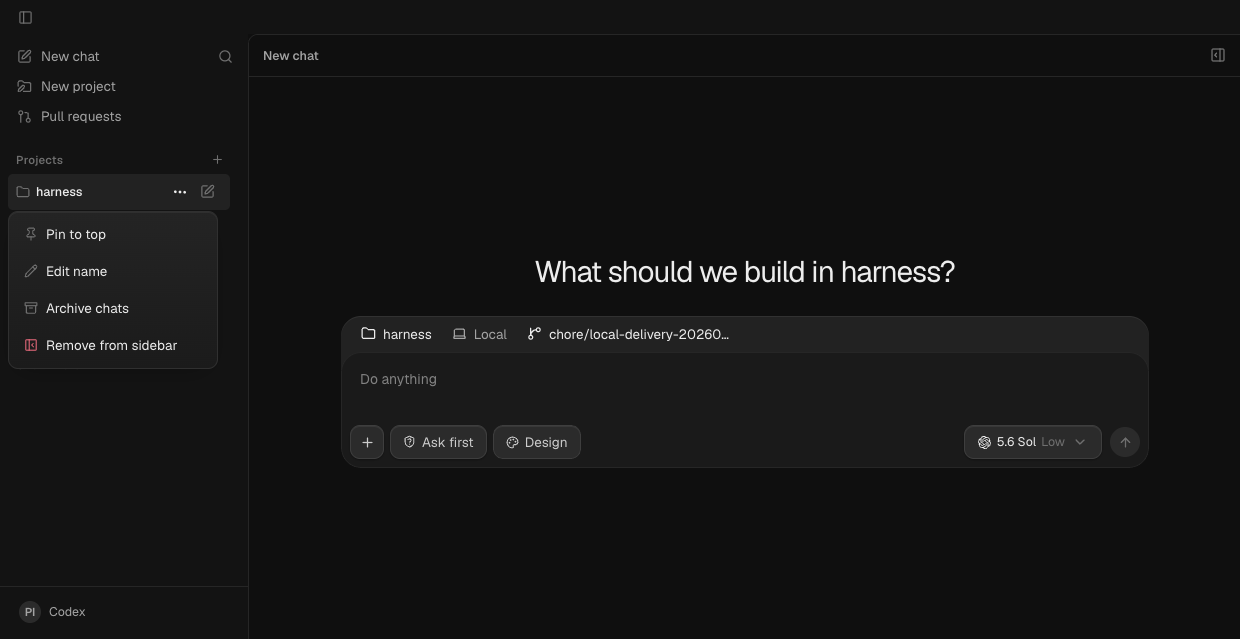 New chat
New project
Pull requests
Projects
harness
Pin to top
Edit name
Archive chats
Remove from sidebar
PI Codex
New chat
What should we build in harness?
harness Local chore/local-delivery-20260...
Do anything
Ask first Design 5.6 Sol Low